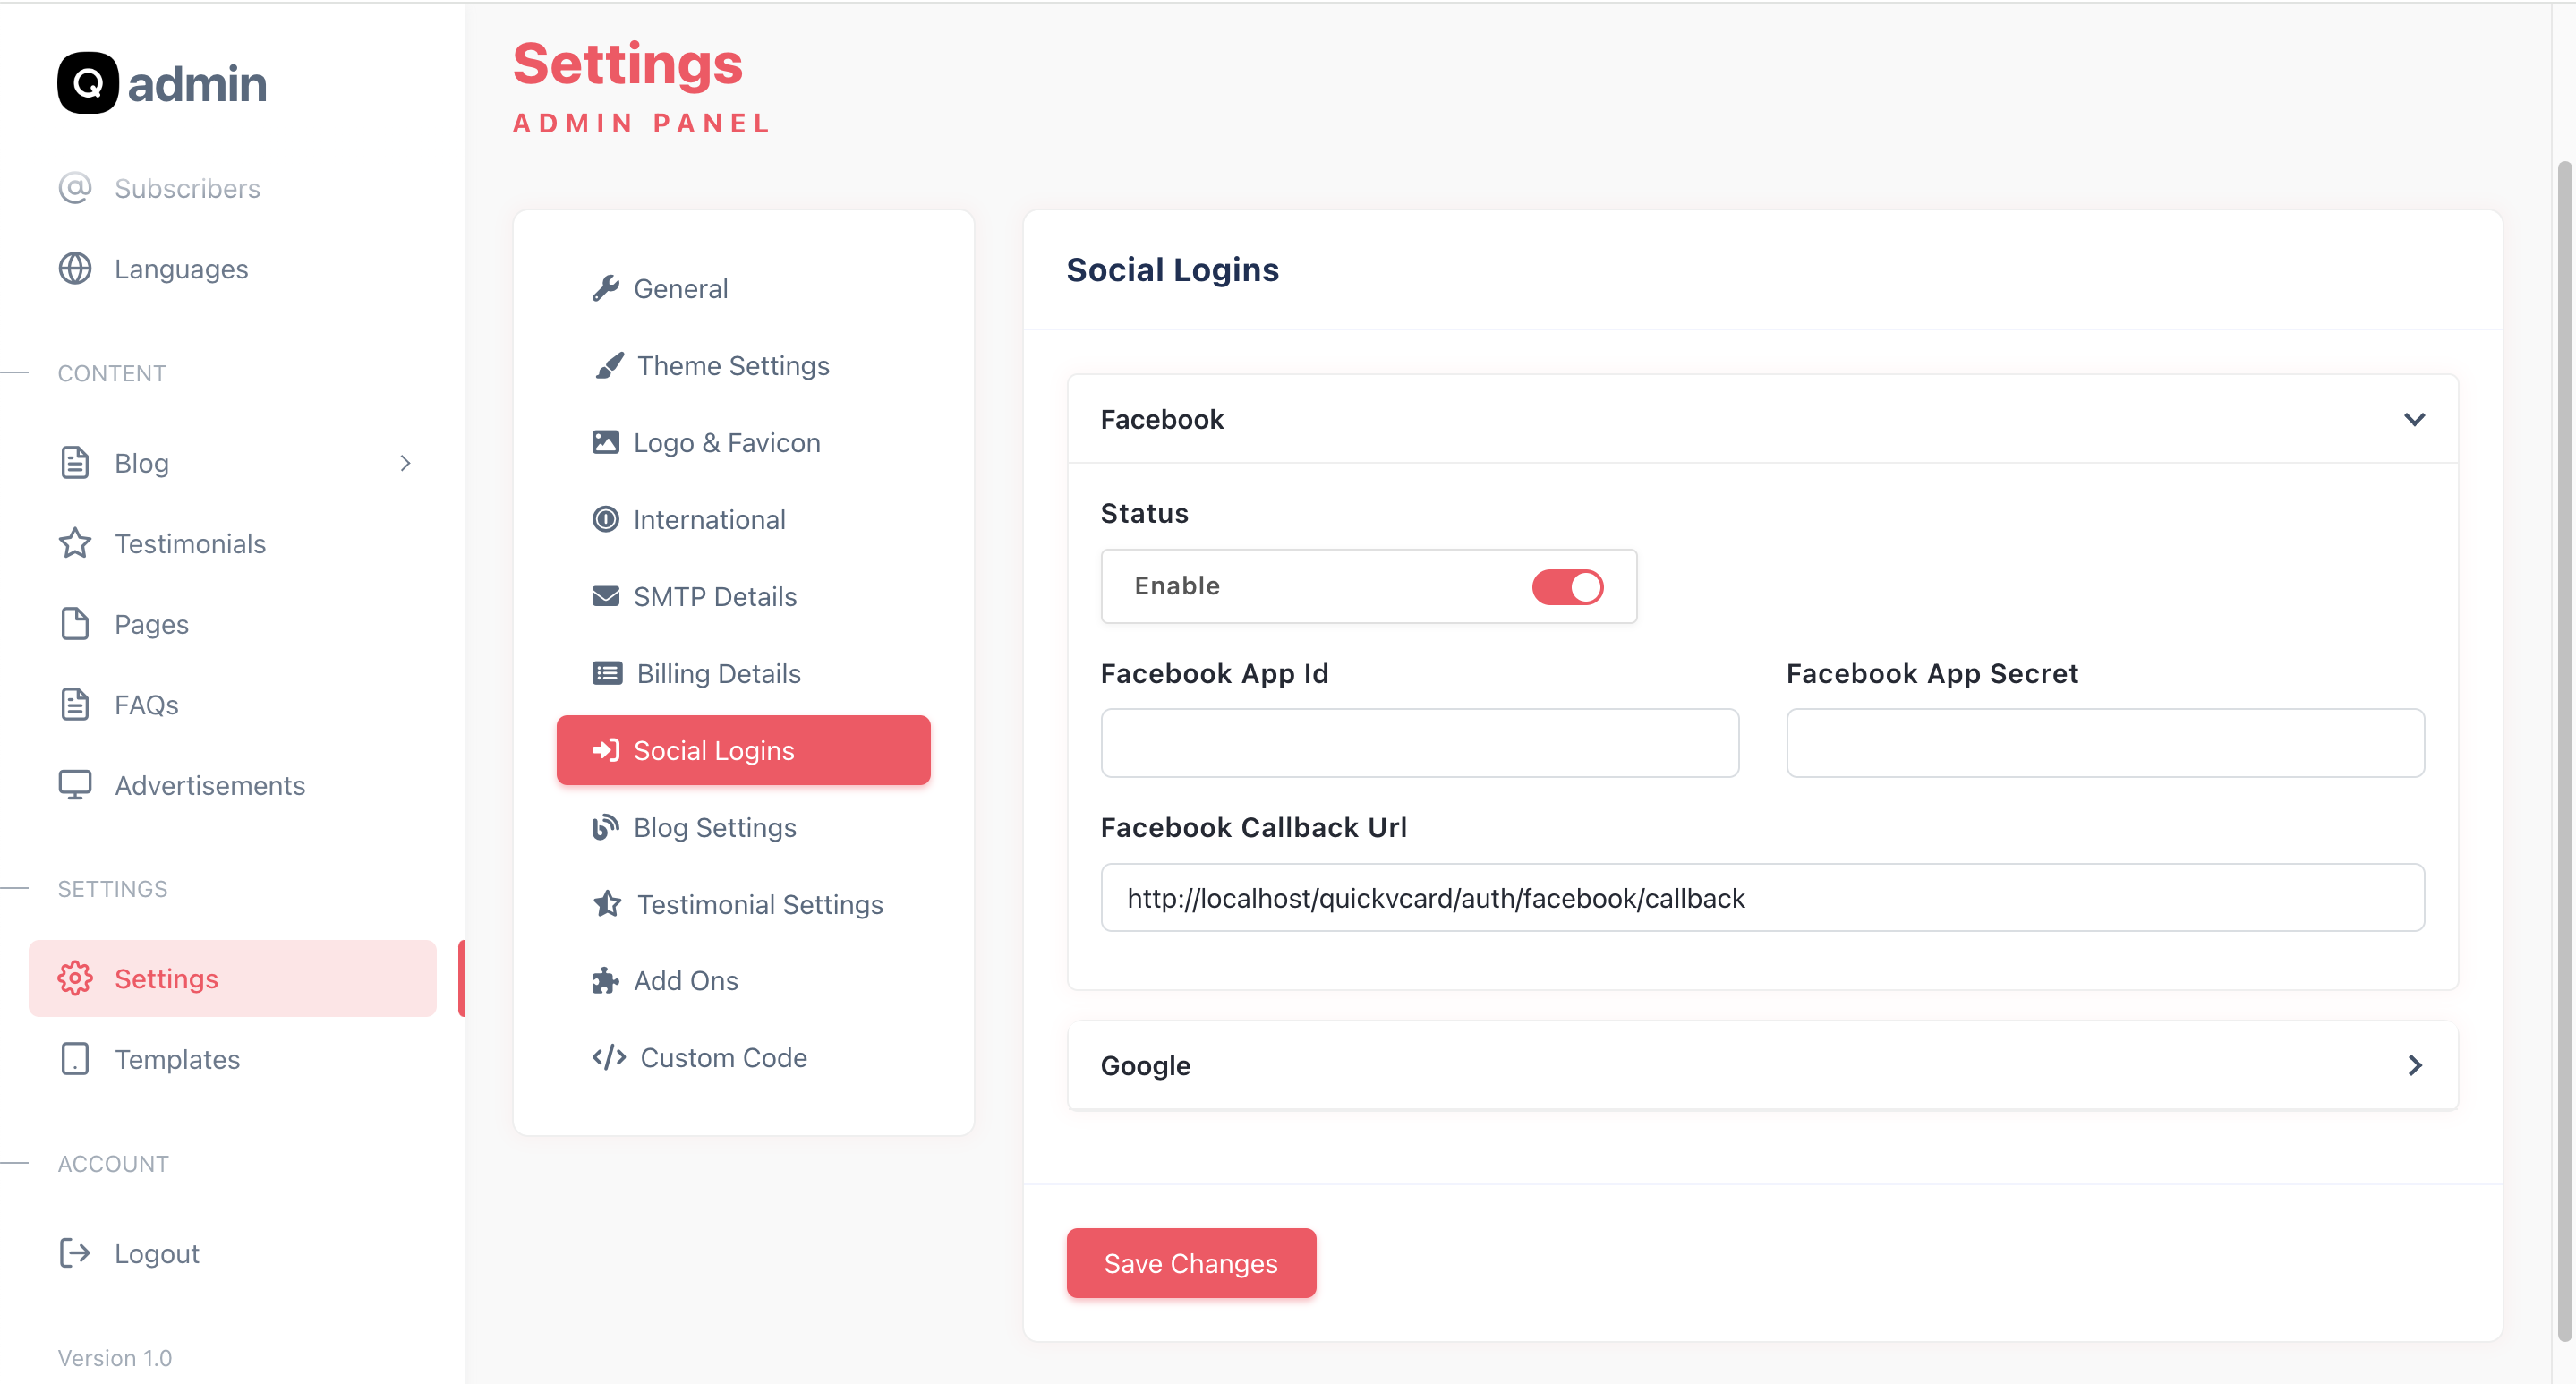 Q admin
Subscribers
Languages
CONTENT
Blog
Testimonials
Pages
FAQs
Advertisements
SETTINGS
Settings
Templates
ACCOUNT
Logout
Version 1.0
Settings
ADMIN PANEL
General
Theme Settings
Logo & Favicon
International
SMTP Details
Billing Details
Social Logins
Blog Settings
Testimonial Settings
Add Ons
Custom Code
Social Logins
Facebook
Status
Enable
Facebook App Id
Facebook App Secret
Facebook Callback Url
http://localhost/quickvcard/auth/facebook/callback
Google
Save Changes